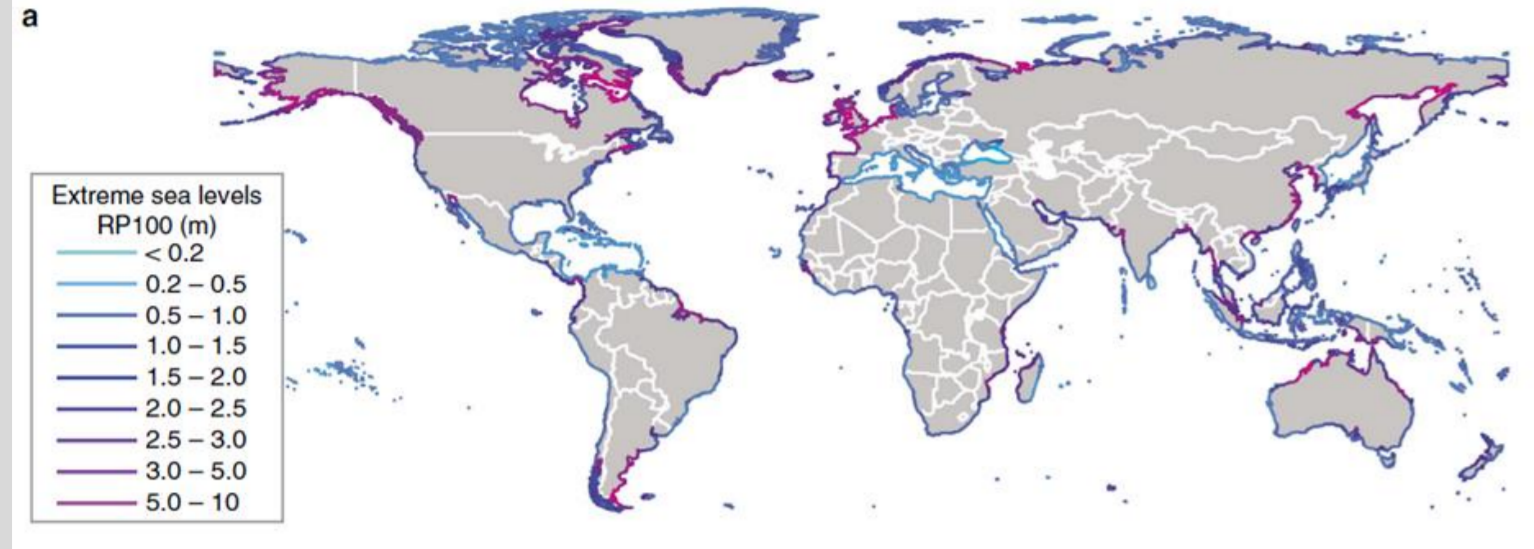 a
Extreme sea levels
RP100 (m)
< 0.2
0.2 – 0.5
0.5 – 1.0
1.0 – 1.5
1.5 – 2.0
2.0 – 2.5
2.5 – 3.0
3.0 – 5.0
5.0 – 10